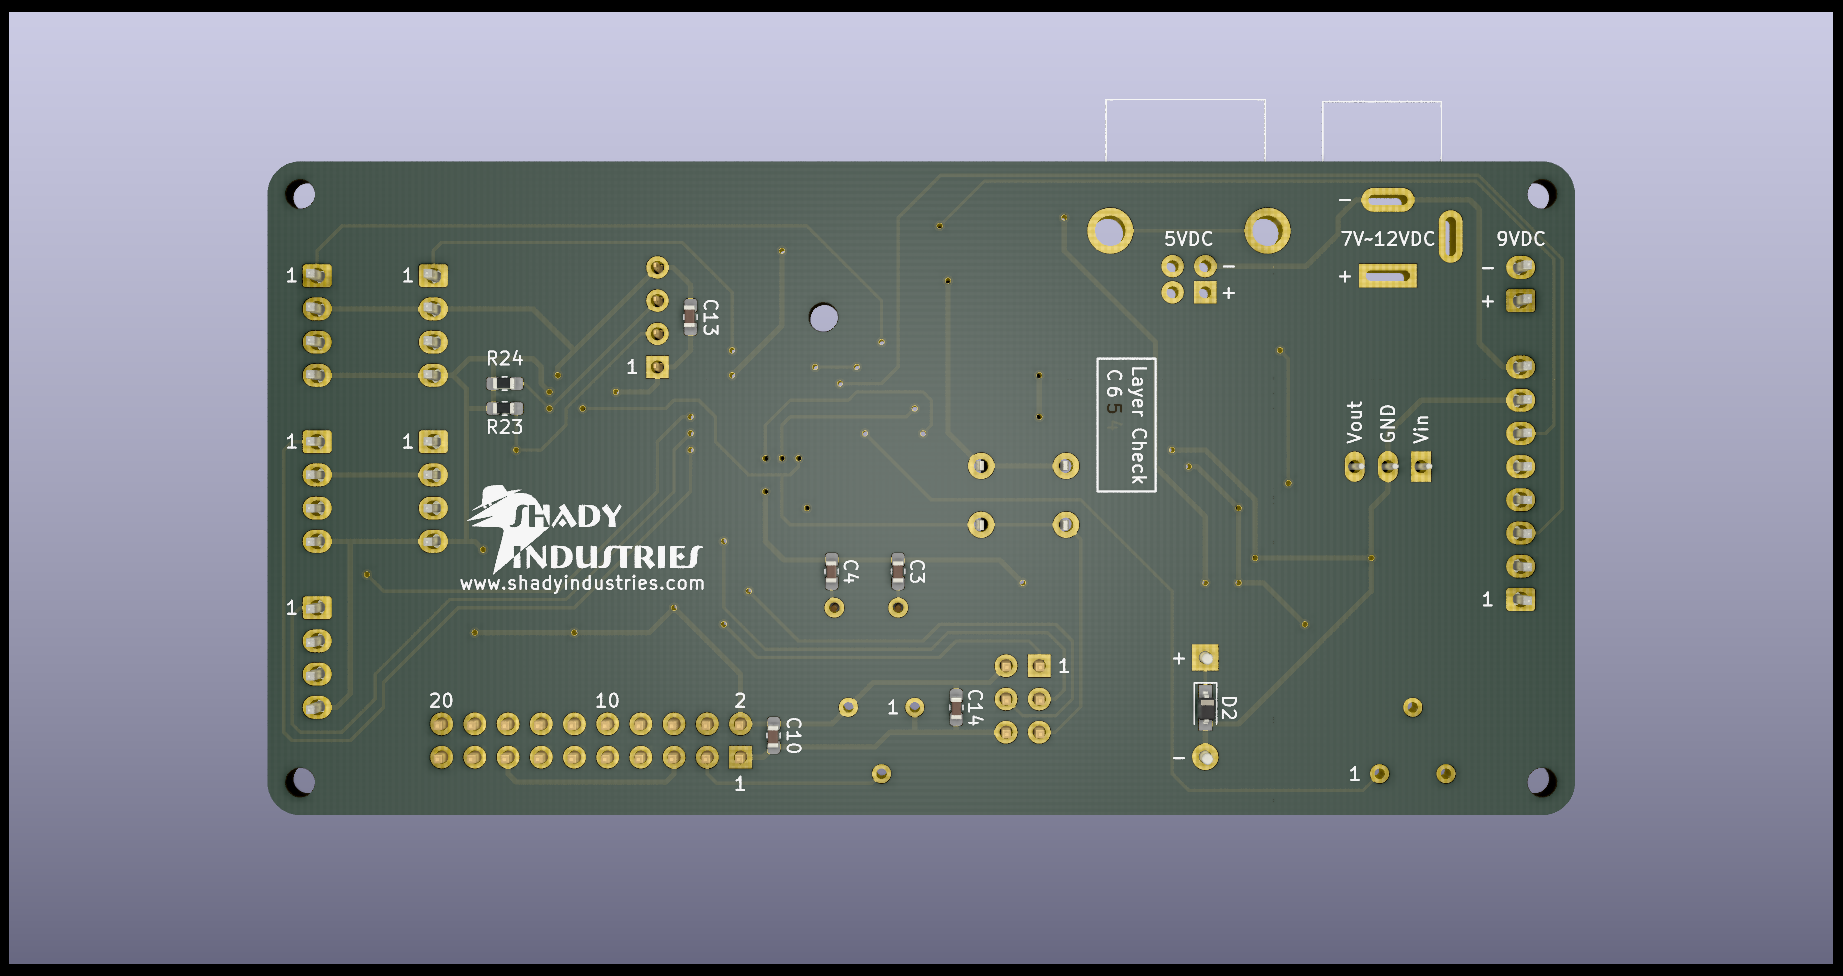 5VDC
7V~12VDC
9VDC
-
-
-
+
+
+
1
1
C13
1
R24
R23
Layer Check
C 6 5 4
Vout
GND
Vin
1
1
SHADY
INDUSTRIES
www.shadyindustries.com
C4
C3
1
1
1
+
20
10
2
1
C14
D2
C10
-
1
1